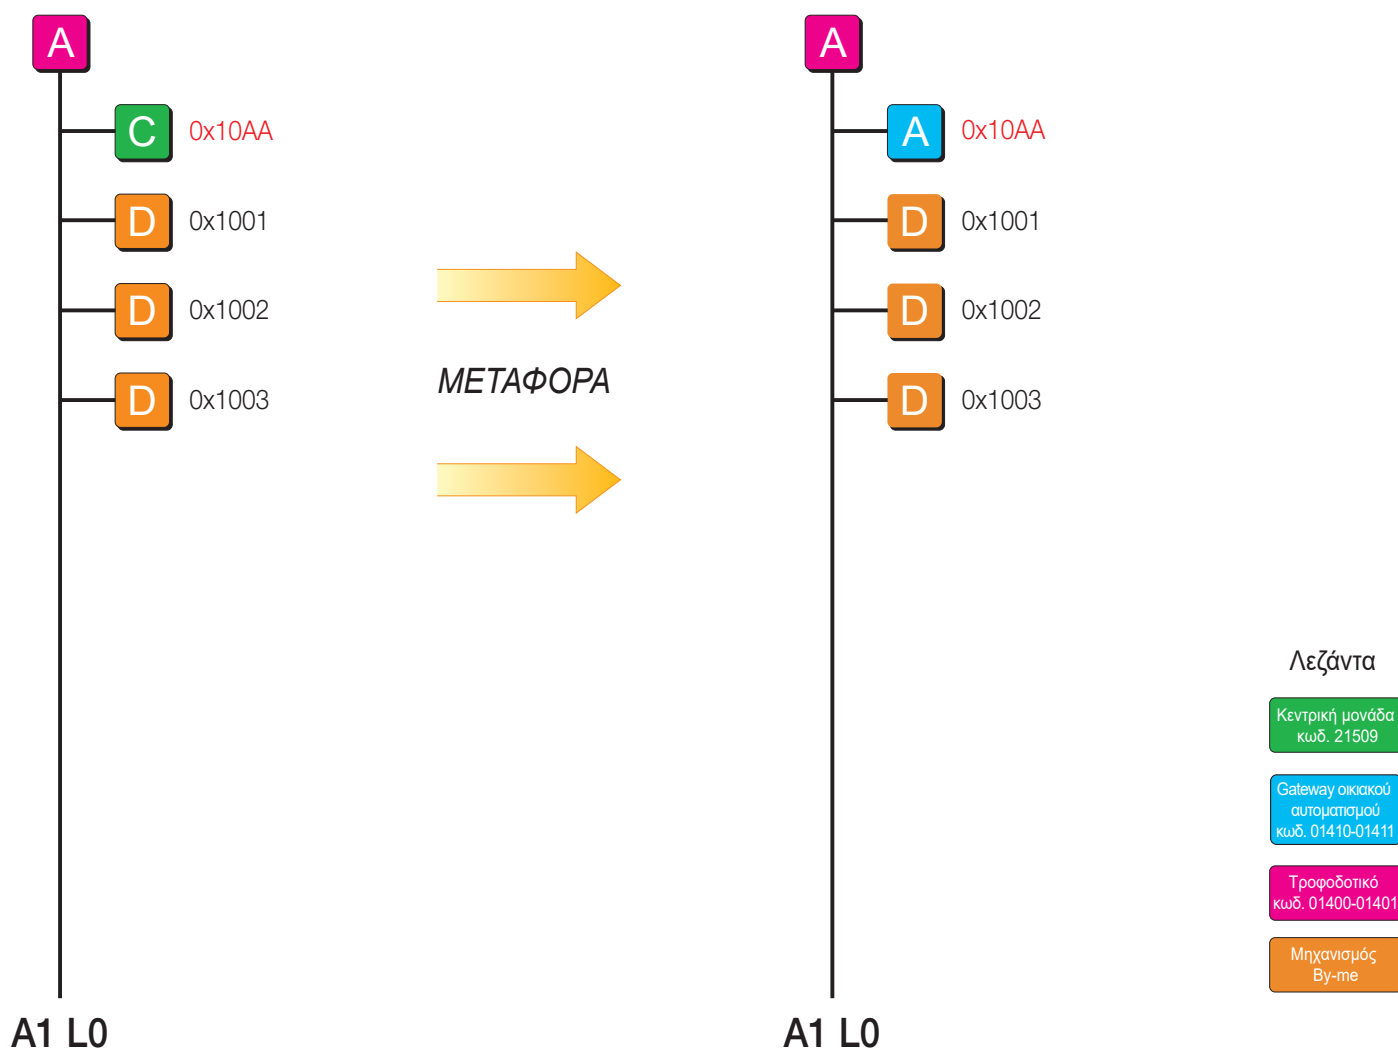 A
C 0x10AA
D 0x1001
D 0x1002
D 0x1003
A1 L0
ΜΕΤΑΦΟΡΑ
A
A 0x10AA
D 0x1001
D 0x1002
D 0x1003
A1 L0
Λεζάντα
Κεντρική μονάδα
κωδ. 21509
Gateway οικιακού
αυτοματισμού
κωδ. 01410-01411
Τροφοδοτικό
κωδ. 01400-01401
Μηχανισμός
By-me